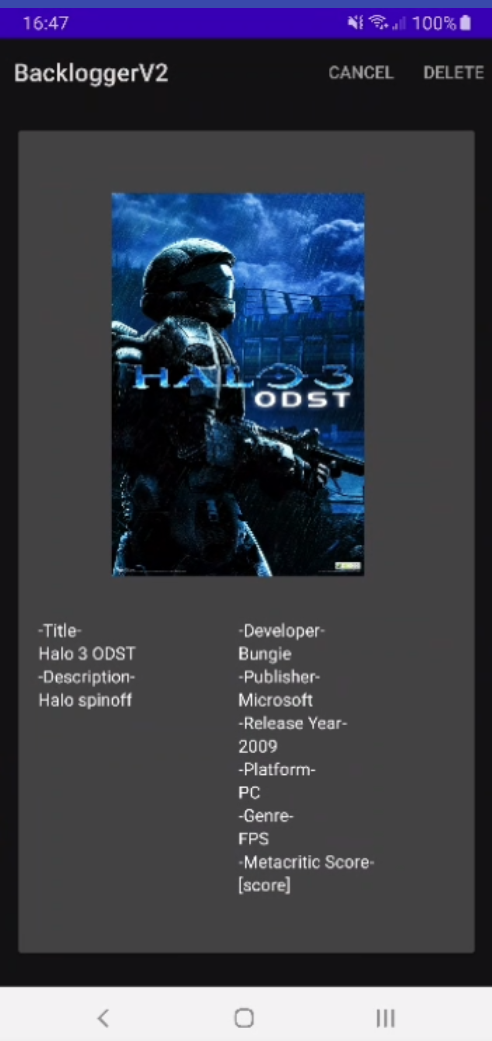 16:47
100%
BackloggerV2
CANCEL
DELETE
HALO 3
ODST
-Title-
Halo 3 ODST
-Description-
Halo spinoff
-Developer-
Bungie
-Publisher-
Microsoft
-Release Year-
2009
-Platform-
PC
-Genre-
FPS
-Metacritic Score-
[score]